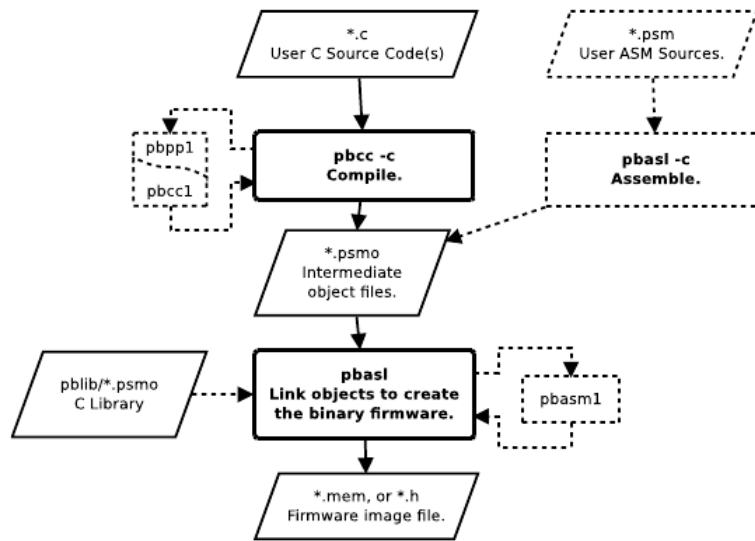 *.c
User C Source Code(s)
*.psm
User ASM Sources.
pbpp1
pbcc1
pbcc -c
Compile.
pbasl -c
Assemble.
*.psmo
Intermediate
object files.
pblib/*.psmo
C Library
pbasl
Link objects to create
the binary firmware.
pbasm1
*.mem, or *.h
Firmware image file.